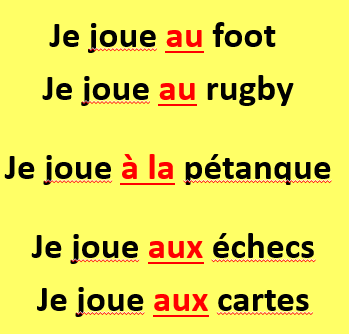 Je joue au foot
Je joue au rugby
Je joue à la pétanque
Je joue aux échecs
Je joue aux cartes